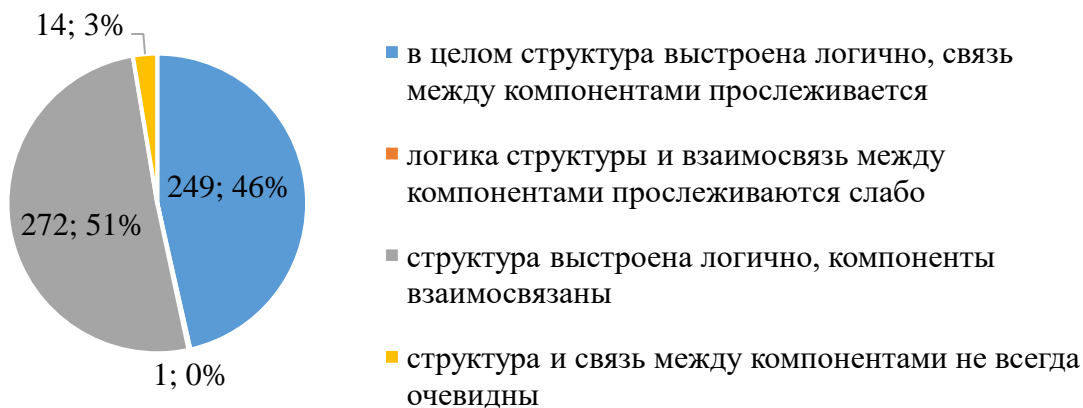 14; 3%
249; 46%
272; 51%
1; 0%
в целом структура выстроена логично, связь
между компонентами прослеживается
логика структуры и взаимосвязь между
компонентами прослеживаются слабо
структура выстроена логично, компоненты
взаимосвязаны
структура и связь между компонентами не всегда
очевидны